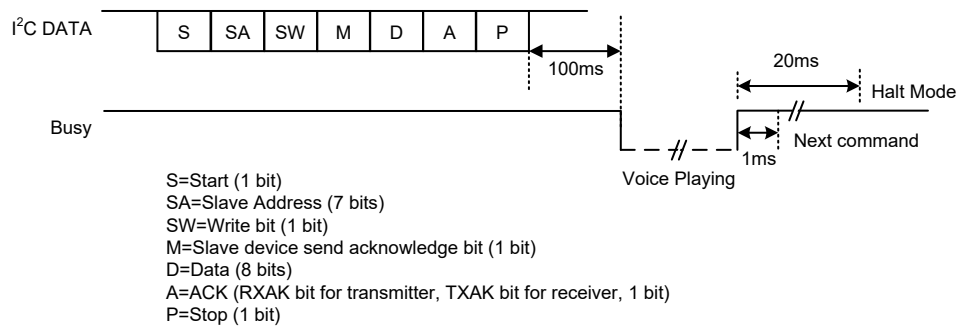 I²C DATA
S SA SW M D A P
100ms
20ms
Halt Mode
Busy
Next command
1ms
Voice Playing
S=Start (1 bit)
SA=Slave Address (7 bits)
SW=Write bit (1 bit)
M=Slave device send acknowledge bit (1 bit)
D=Data (8 bits)
A=ACK (RXAK bit for transmitter, TXAK bit for receiver, 1 bit)
P=Stop (1 bit)